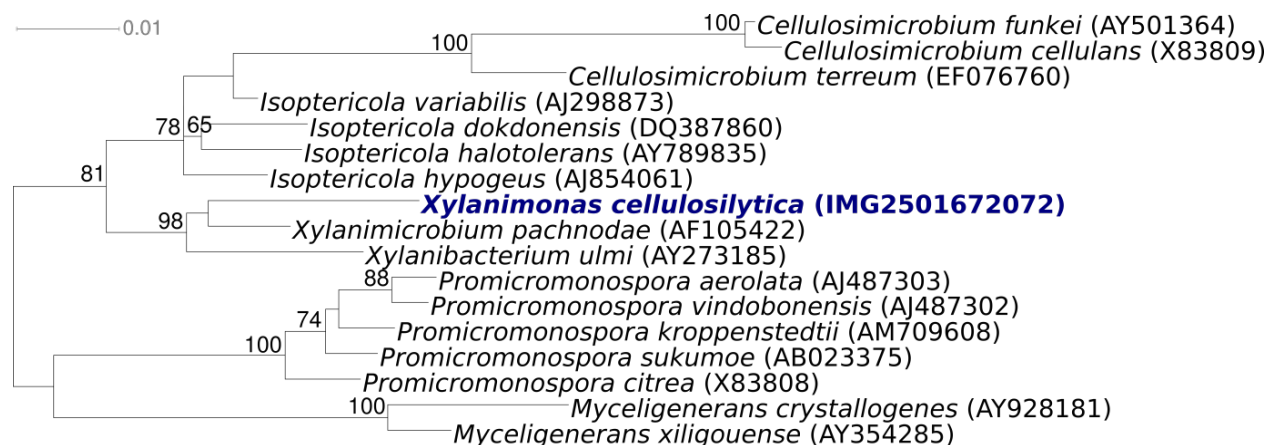 0.01
100
Cellulosimicrobium funkei (AY501364)
100
Cellulosimicrobium cellulans (X83809)
Cellulosimicrobium terreum (EF076760)
Isoptericola variabilis (AJ298873)
78
65
Isoptericola dokdonensis (DQ387860)
Isoptericola halotolerans (AY789835)
81
Isoptericola hypogeus (AJ854061)
Xylanimonas cellulosilytica (IMG2501672072)
98
Xylanimicrobium pachnodae (AF105422)
Xylanibacterium ulmi (AY273185)
88
Promicromonospora aerolata (AJ487303)
Promicromonospora vindobonensis (AJ487302)
74
Promicromonospora kroppenstedtii (AM709608)
100
Promicromonospora sukumoe (AB023375)
Promicromonospora citrea (X83808)
100
Myceligenerans crystallogenes (AY928181)
Myceligenerans xiligouense (AY354285)